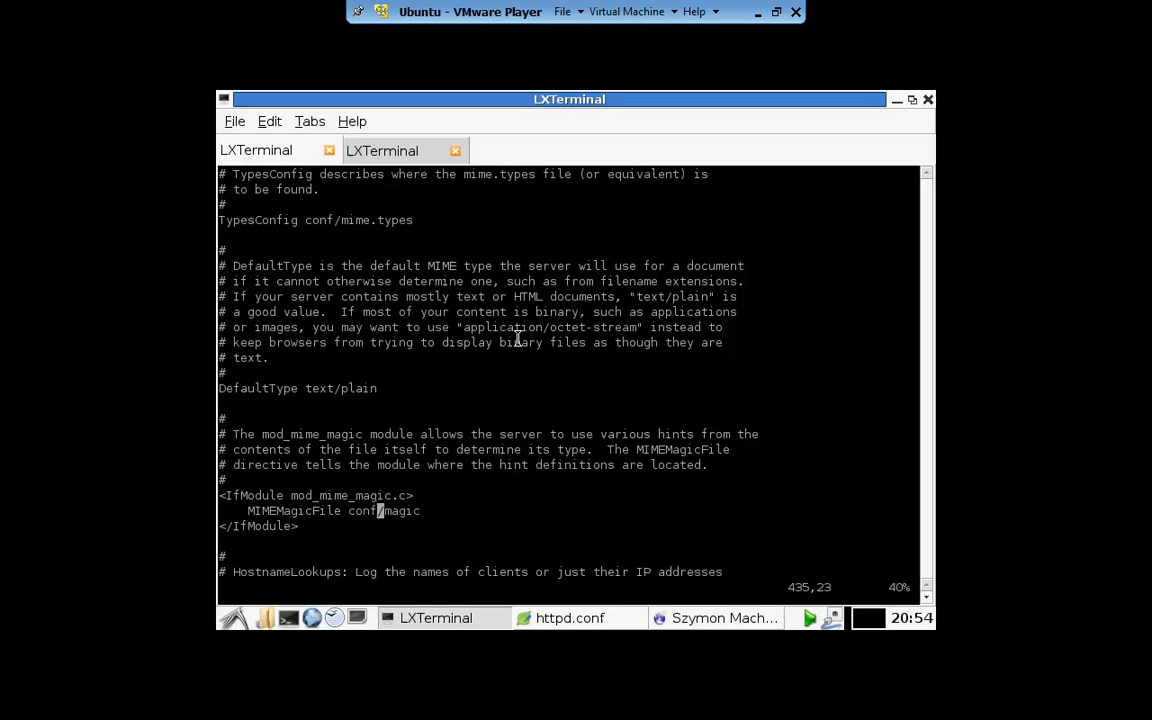 Ubuntu - VMware Player File Virtual Machine Help
LXTerminal
File Edit Tabs Help
LXTerminal LXTerminal
# TypesConfig describes where the mime.types file (or equivalent) is
# to be found.
#
TypesConfig conf/mime.types
#
# DefaultType is the default MIME type the server will use for a document
# if it cannot otherwise determine one, such as from filename extensions.
# If your server contains mostly text or HTML documents, "text/plain" is
# a good value.  If most of your content is binary, such as applications
# or images, you may want to use "application/octet-stream" instead to
# keep browsers from trying to display binary files as though they are
# text.
#
DefaultType text/plain
#
# The mod_mime_magic module allows the server to use various hints from the
# contents of the file itself to determine its type.  The MIMEMagicFile
# directive tells the module where the hint definitions are located.
#
<IfModule mod_mime_magic.c>
    MIMEMagicFile conf/magic
</IfModule>
#
# HostnameLookups: Log the names of clients or just their IP addresses
435,23 40%
LXTerminal httpd.conf Szymon Mach... 20:54